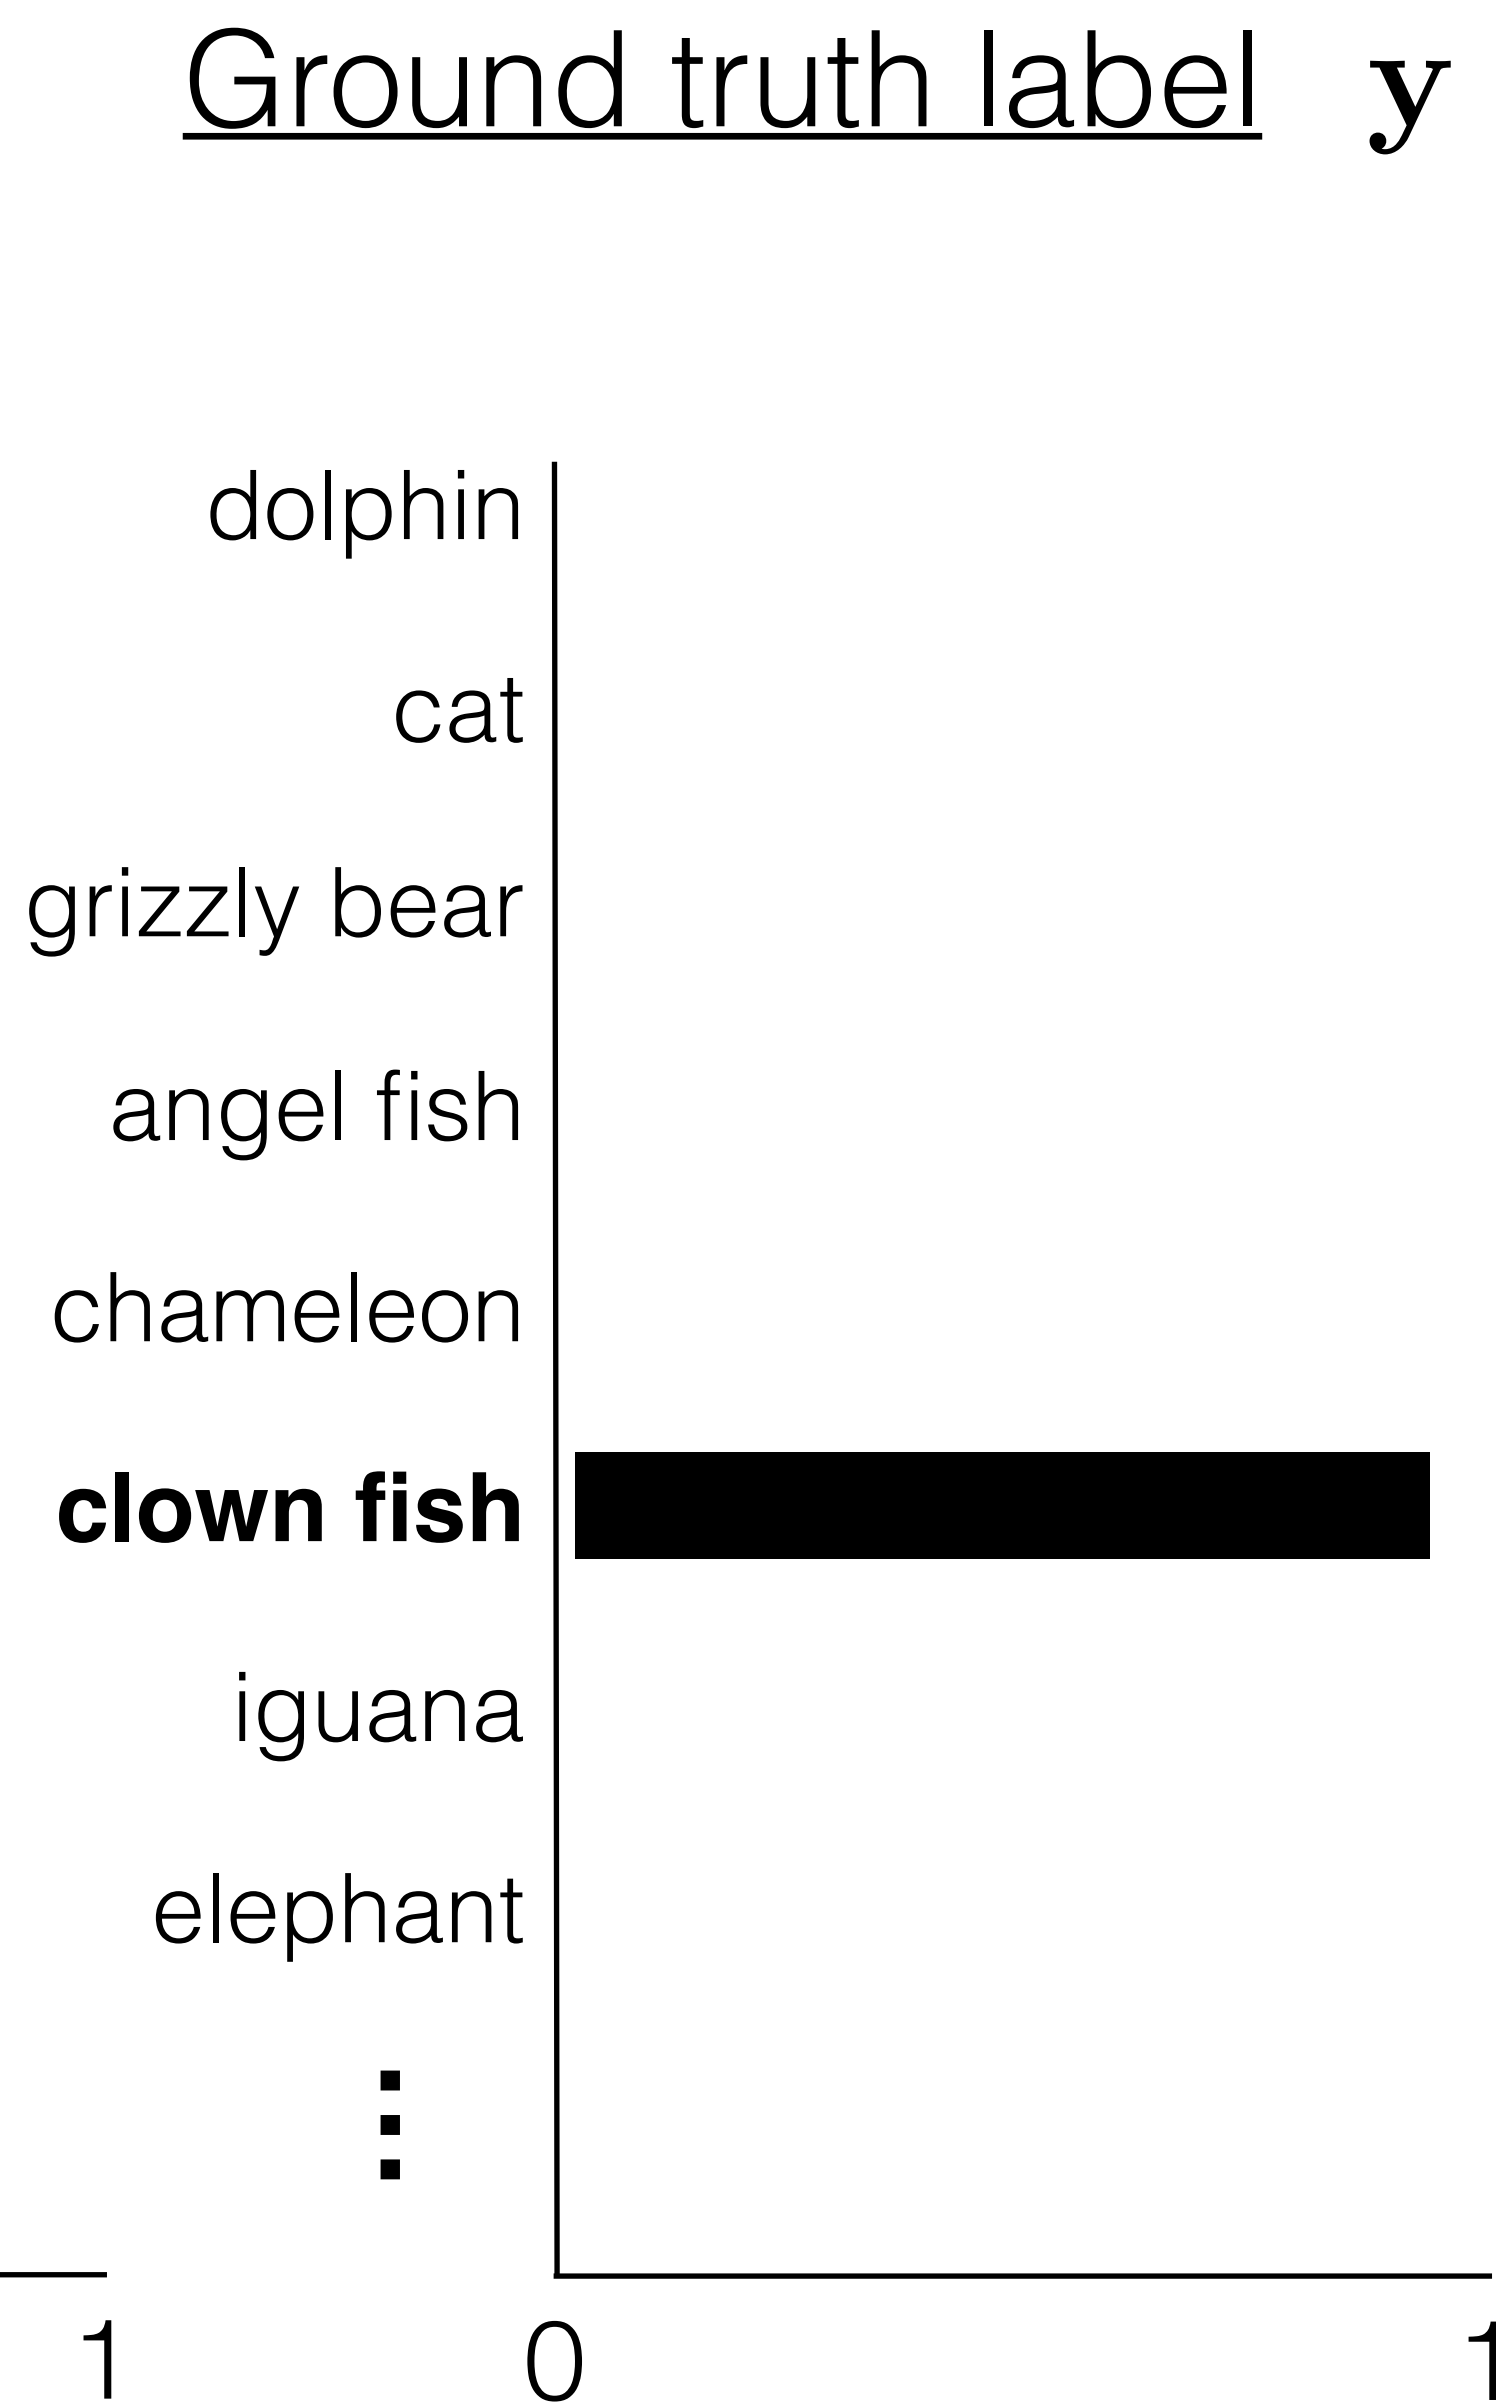 Ground truth label y
dolphin
cat
grizzly bear
angel fish
chameleon
clown fish
iguana
elephant
⋮
1 0 1